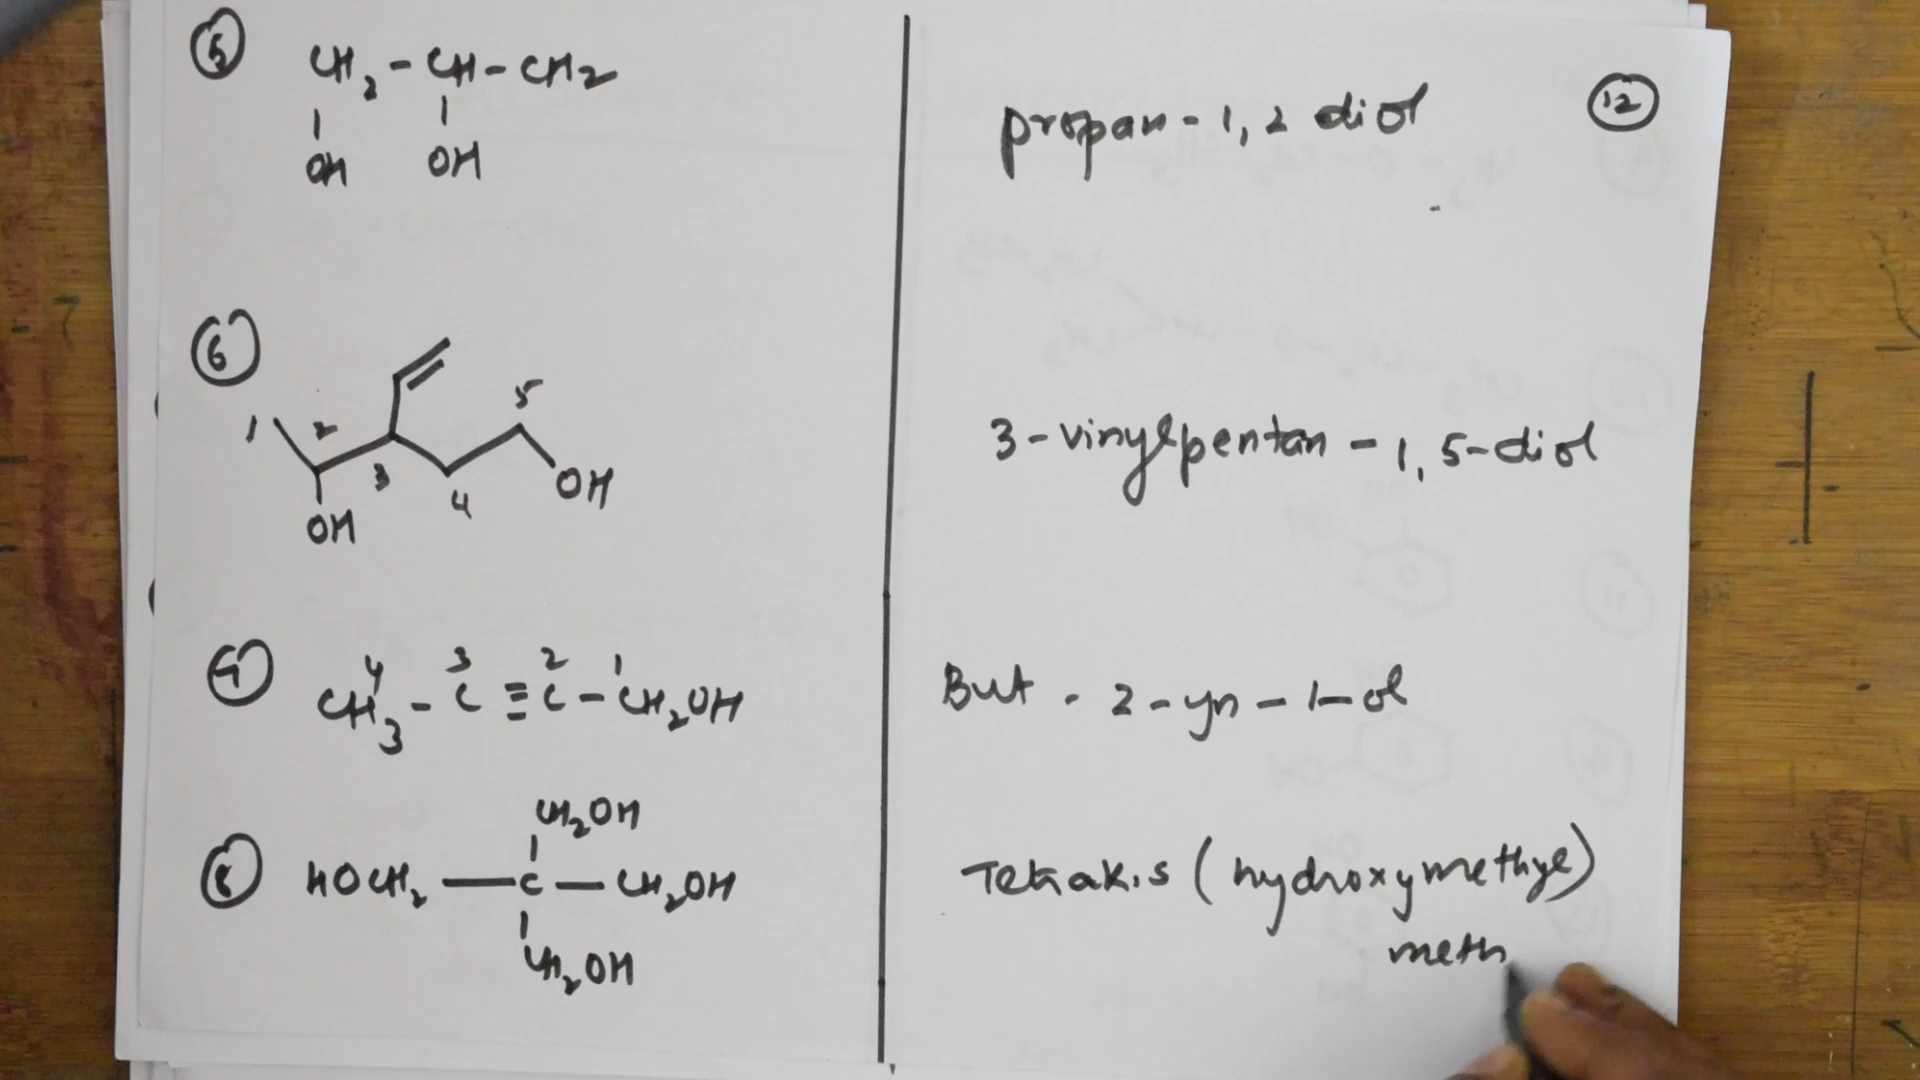 5
CH2 - CH - CH2
OH OH
propan - 1, 2 diol
12
6
1 2 3 4 5
OH
OH
3 - vinylpentan - 1, 5 - diol
7
4 3 2 1
CH3 - C ≡ C - CH2OH
But - 2 - yn - 1 - ol
8
CH2OH
HOCH2 — C — CH2OH
CH2OH
Tetrakis (hydroxymethyl)
meth